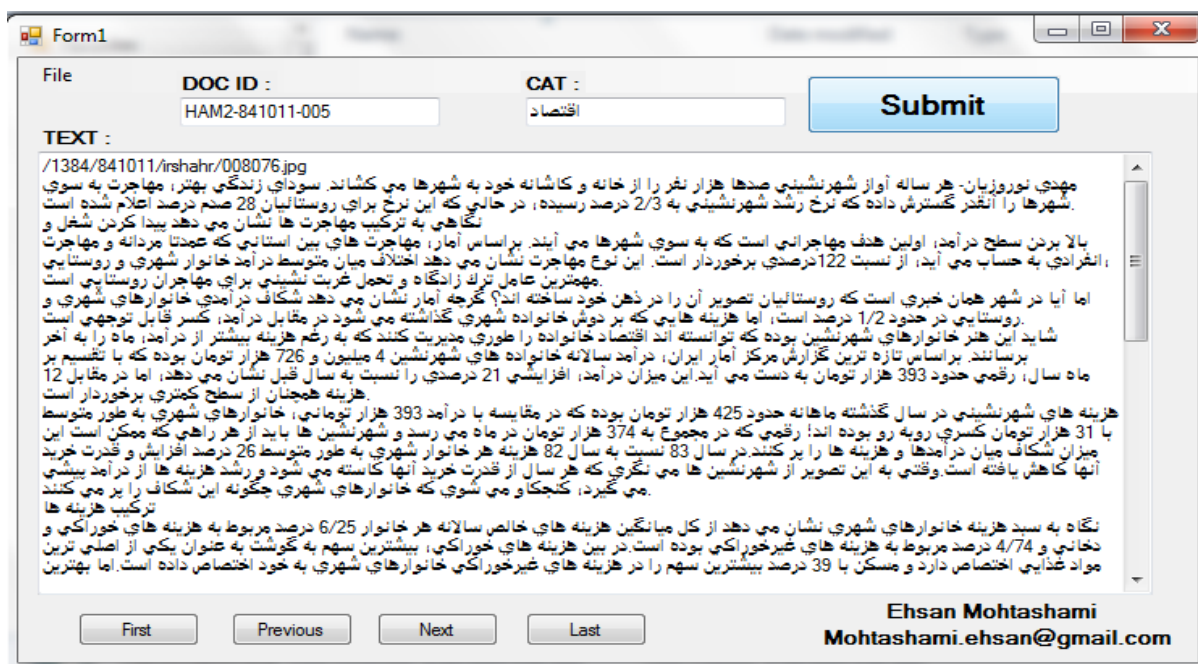 Form1
File
DOC ID :
CAT :
HAM2-841011-005
اقتصاد
Submit
TEXT :
/1384/841011/irshahr/008076.jpg
مهدي نوروزيان- هر ساله آواز شهرنشيني صدها هزار نفر را از خانه و كاشانه خود به شهرها مي كشاند. سوداي زندگي بهتر، مهاجرت به سوي
.شهرها را آنقدر گسترش داده كه نرخ رشد شهرنشيني به 2/3 درصد رسيده، در حالي كه اين نرخ براي روستائيان 28 صدم درصد اعلام شده است
نگاهي به تركيب مهاجرت ها نشان مي دهد پيدا كردن شغل و
بالا بردن سطح درآمد، اولين هدف مهاجراني است كه به سوي شهرها مي آيند. براساس آمار، مهاجرت هاي بين استاني كه عمدتا مردانه و مهاجرت
،انفرادي به حساب مي آيد، از نسبت 122درصدي برخوردار است. اين نوع مهاجرت نشان مي دهد اختلاف ميان متوسط درآمد خانوار شهري و روستايي
.مهمترين عامل ترك زادگاه و تحمل غربت نشيني براي مهاجران روستايي است
اما آيا در شهر همان خبري است كه روستائيان تصوير آن را در ذهن خود ساخته اند؟ گرچه آمار نشان مي دهد شكاف درآمدي خانوارهاي شهري و
.روستايي در حدود 1/2 درصد است، اما هزينه هايي كه بر دوش خانواده شهري گذاشته مي شود در مقابل درآمد، كسر قابل توجهي است
شايد اين هنر خانوارهاي شهرنشين بوده كه توانسته اند اقتصاد خانواده را طوري مديريت كنند كه به رغم هزينه بيشتر از درآمد، ماه را به آخر
برسانند. براساس تازه ترين گزارش مركز آمار ايران، درآمد سالانه خانواده هاي شهرنشين 4 ميليون و 726 هزار تومان بوده كه با تقسيم بر
ماه سال، رقمي حدود 393 هزار تومان به دست مي آيد.اين ميزان درآمد، افزايشي 21 درصدي را نسبت به سال قبل نشان مي دهد، اما در مقابل 12
.هزينه همچنان از سطح كمتري برخوردار است
هزينه هاي شهرنشيني در سال گذشته ماهانه حدود 425 هزار تومان بوده كه در مقايسه با درآمد 393 هزار توماني، خانوارهاي شهري به طور متوسط
با 31 هزار تومان كسري روبه رو بوده اند؛ رقمي كه در مجموع به 374 هزار تومان در ماه مي رسد و شهرنشين ها بايد از هر راهي كه ممكن است اين
ميزان شكاف ميان درآمدها و هزينه ها را پر كنند.در سال 83 نسبت به سال 82 هزينه هر خانوار شهري به طور متوسط 26 درصد افزايش و قدرت خريد
آنها كاهش يافته است.وقتي به اين تصوير از شهرنشين ها مي نگري كه هر سال از قدرت خريد آنها كاسته مي شود و رشد هزينه ها از درآمد پيشي
.مي گيرد، كنجكاو مي شوي كه خانوارهاي شهري چگونه اين شكاف را پر مي كنند
تركيب هزينه ها
نگاه به سبد هزينه خانوارهاي شهري نشان مي دهد از كل ميانگين هزينه هاي خالص سالانه هر خانوار 6/25 درصد مربوط به هزينه هاي خوراكي و
دخاني و 4/74 درصد مربوط به هزينه هاي غيرخوراكي بوده است.در بين هزينه هاي خوراكي، بيشترين سهم به گوشت به عنوان يكي از اصلي ترين
مواد غذايي اختصاص دارد و مسكن با 39 درصد بيشترين سهم را در هزينه هاي غيرخوراكي خانوارهاي شهري به خود اختصاص داده است.اما بهترين
First
Previous
Next
Last
Ehsan Mohtashami
Mohtashami.ehsan@gmail.com